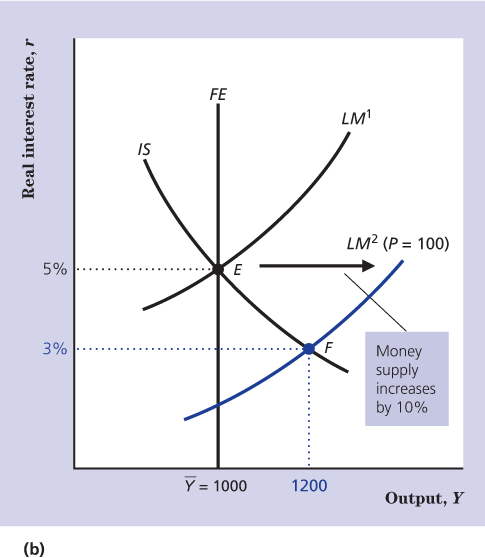 Real interest rate, r
FE
LM¹
IS
LM² (P = 100)
5%
E
3%
F
Money
supply
increases
by 10%
Y̅ = 1000
1200
Output, Y
(b)